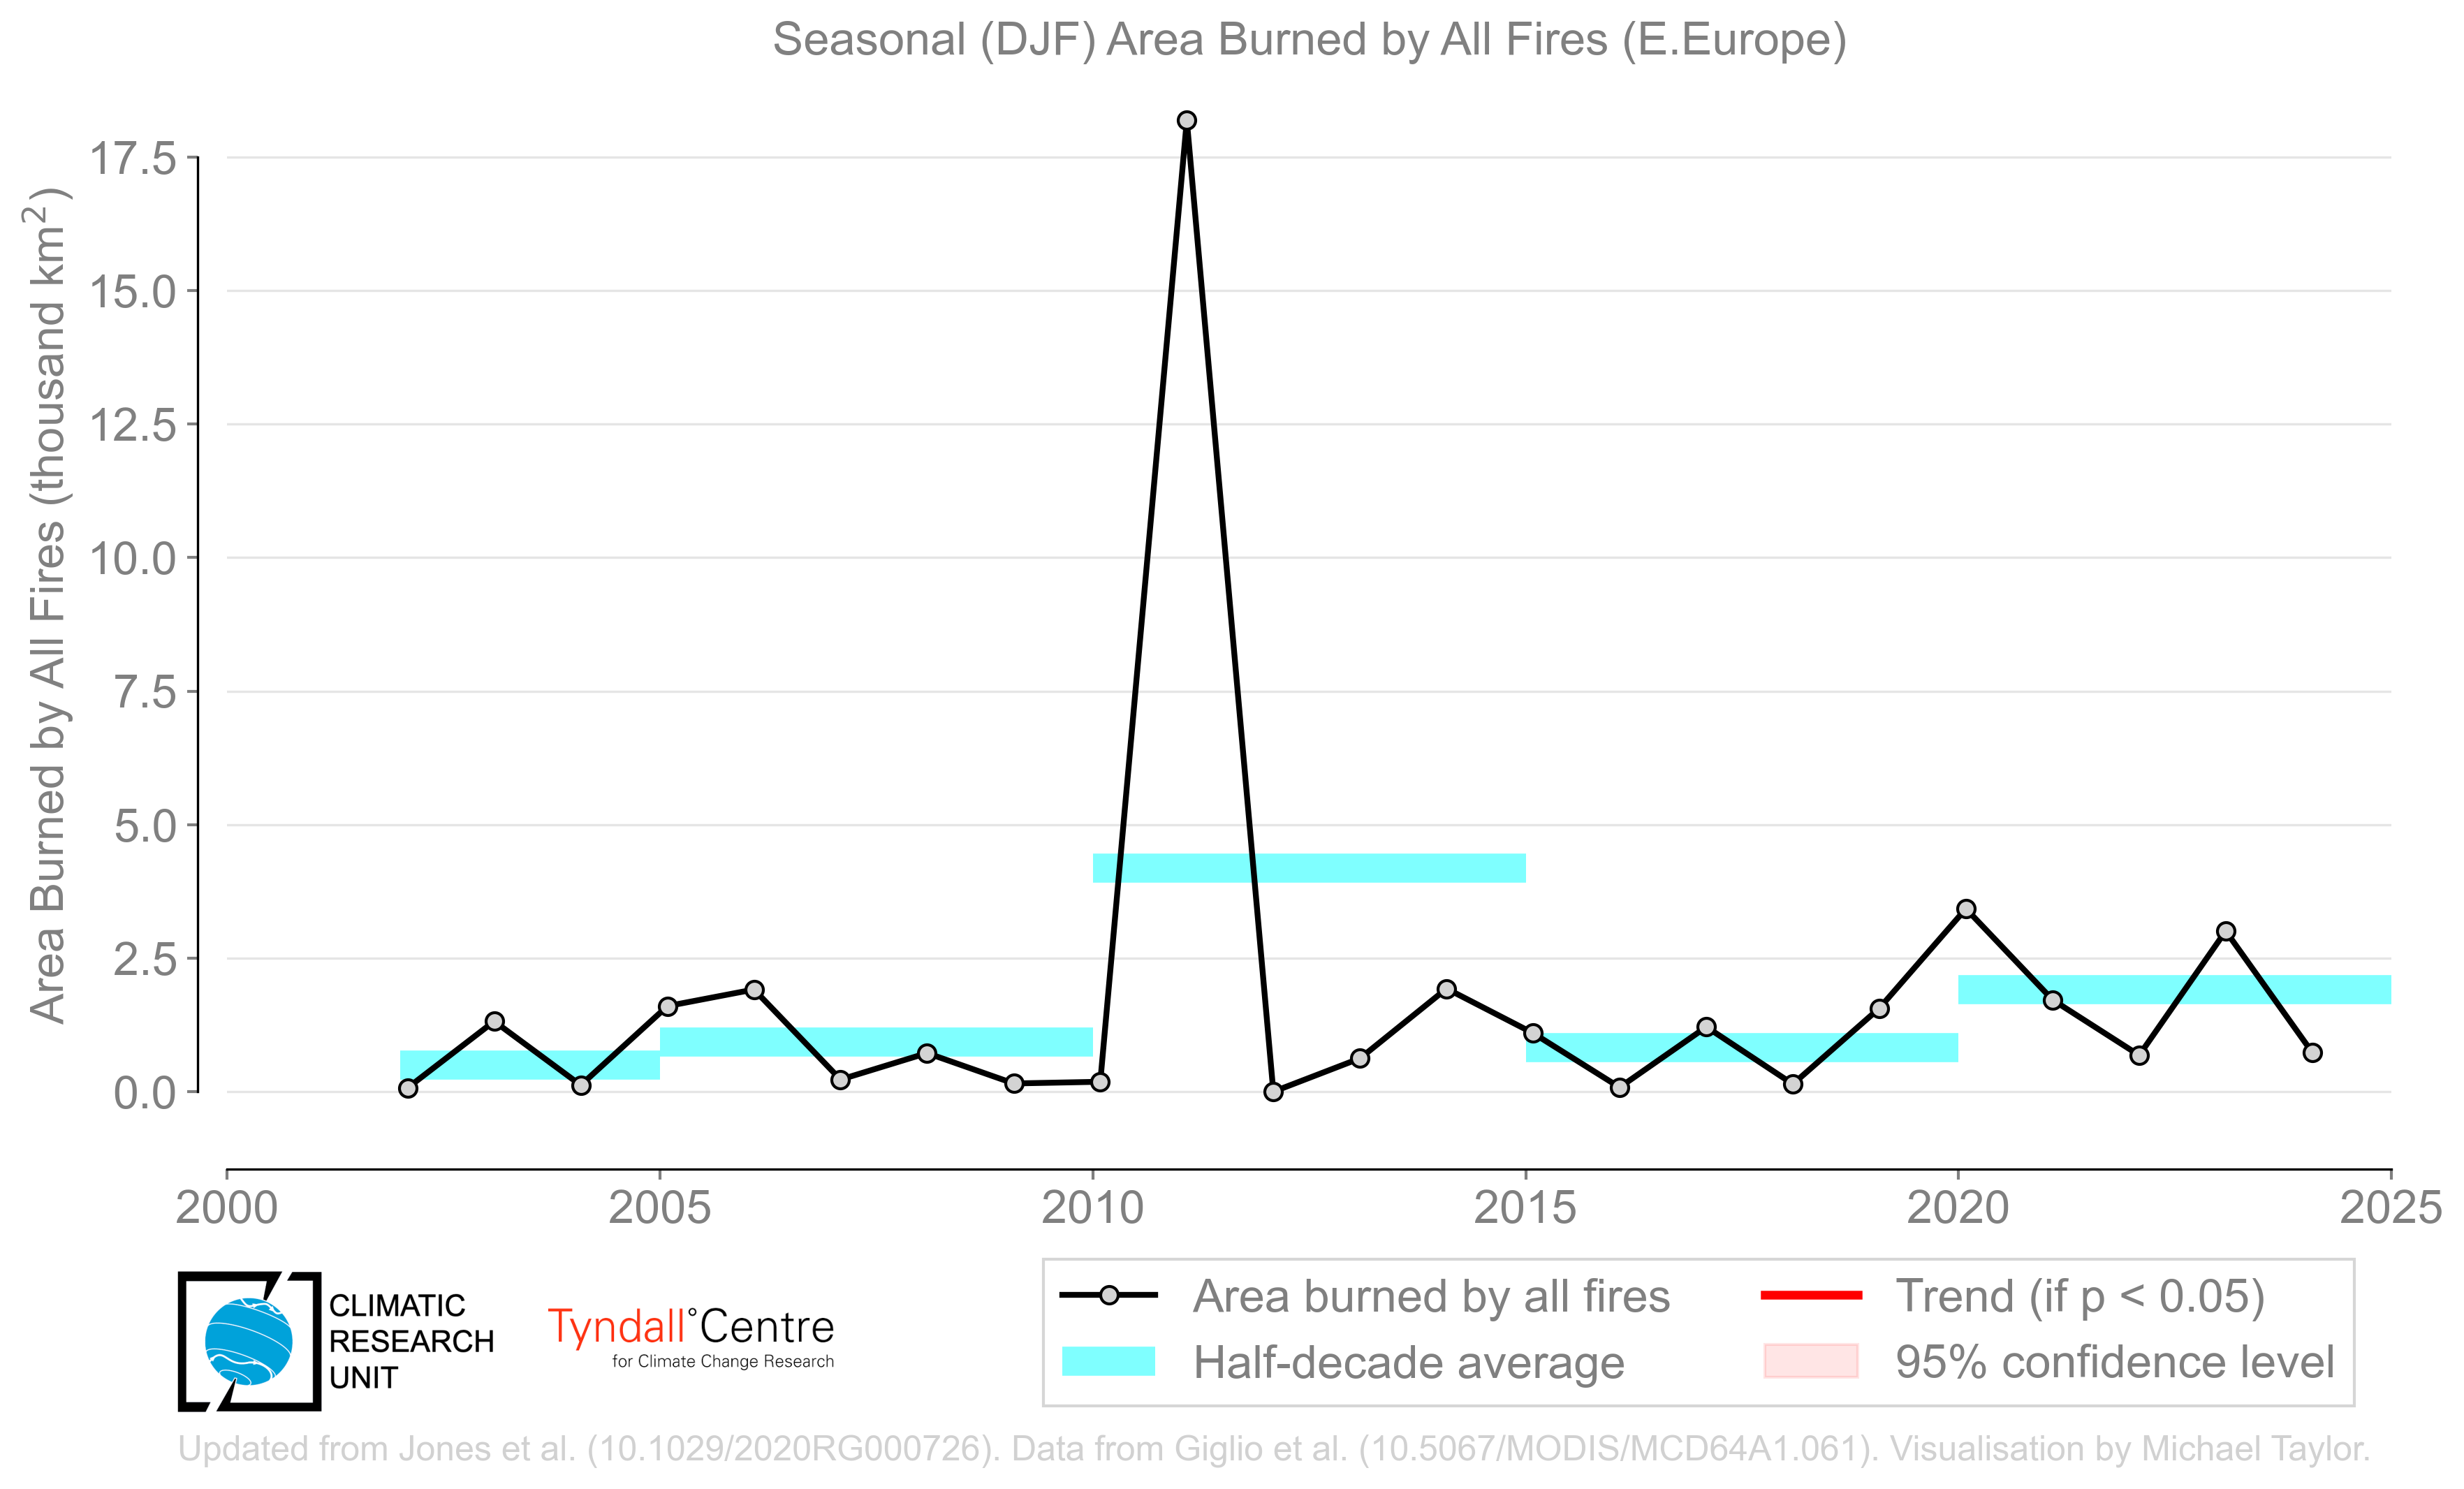 Seasonal (DJF) Area Burned by All Fires (E.Europe)
Area Burned by All Fires (thousand km²)
17.5
15.0
12.5
10.0
7.5
5.0
2.5
0.0
2000 2005 2010 2015 2020 2025
CLIMATIC
RESEARCH
UNIT
Tyndall°Centre
for Climate Change Research
Area burned by all fires
Half-decade average
Trend (if p < 0.05)
95% confidence level
Updated from Jones et al. (10.1029/2020RG000726). Data from Giglio et al. (10.5067/MODIS/MCD64A1.061). Visualisation by Michael Taylor.